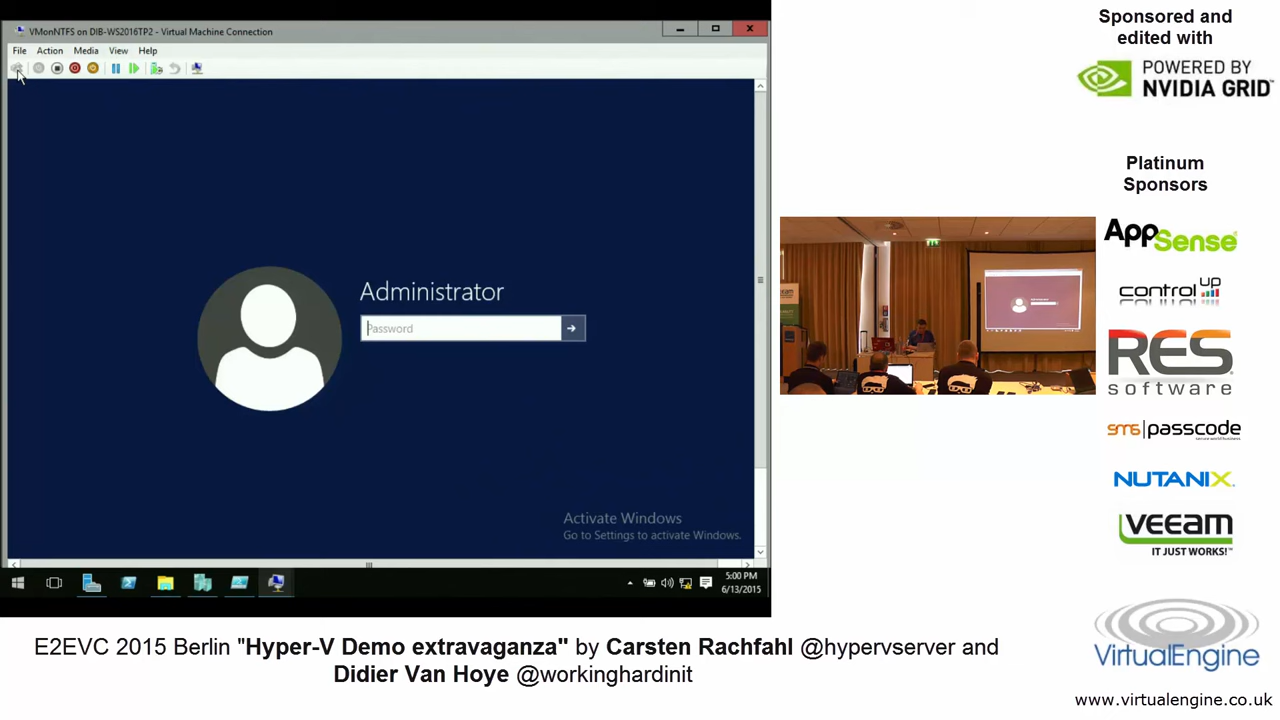 VMonNTFS on DIB-WS2016TP2 - Virtual Machine Connection
File Action Media View Help
Administrator
Password
Activate Windows
Go to Settings to activate Windows.
5:00 PM
6/13/2015
Sponsored and
edited with
POWERED BY
NVIDIA GRID
Platinum
Sponsors
AppSense
control up
RES
software
sms|passcode
NUTANIX
VEEAM
IT JUST WORKS!
VirtualEngine
www.virtualengine.co.uk
E2EVC 2015 Berlin "Hyper-V Demo extravaganza" by Carsten Rachfahl @hypervserver and
Didier Van Hoye @workinghardinit